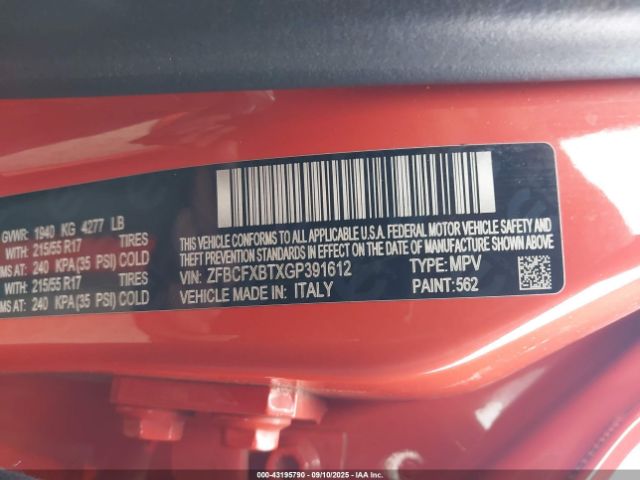 GVWR: 1940 KG 4277 LB
WITH: 215/55 R17 TIRES
MS AT: 240 KPA(35 PSI) COLD
WITH: 215/55 R17 TIRES
MS AT: 240 KPA(35 PSI) COLD
THIS VEHICLE CONFORMS TO ALL APPLICABLE U.S.A. FEDERAL MOTOR VEHICLE SAFETY AND
THEFT PREVENTION STANDARDS IN EFFECT ON THE DATE OF MANUFACTURE SHOWN ABOVE.
VIN: ZFBCFXBTXGP391612 TYPE: MPV
VEHICLE MADE IN: ITALY PAINT: 562
000-43195790 - 09/10/2025 - IAA Inc.